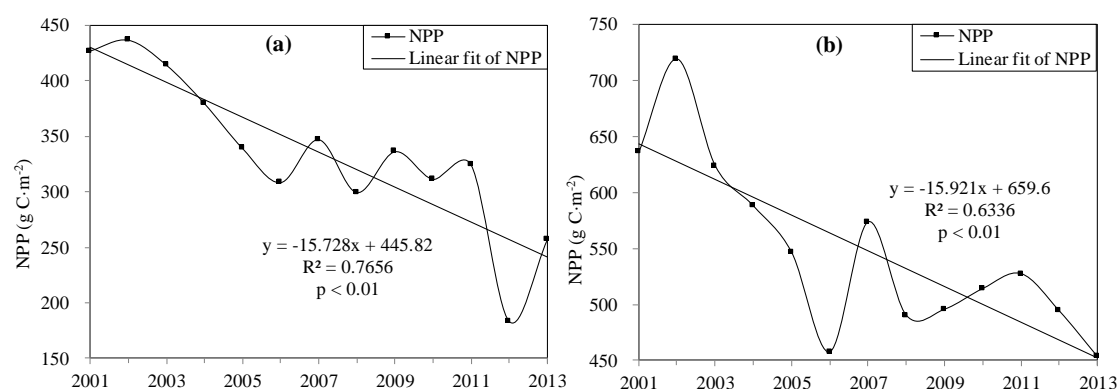 (a)
NPP
Linear fit of NPP
NPP (g C·m⁻²)
450
400
350
300
250
200
150
y = -15.728x + 445.82
R² = 0.7656
p < 0.01
2001 2003 2005 2007 2009 2011 2013
(b)
NPP
Linear fit of NPP
NPP (g C·m⁻²)
750
700
650
600
550
500
450
y = -15.921x + 659.6
R² = 0.6336
p < 0.01
2001 2003 2005 2007 2009 2011 2013